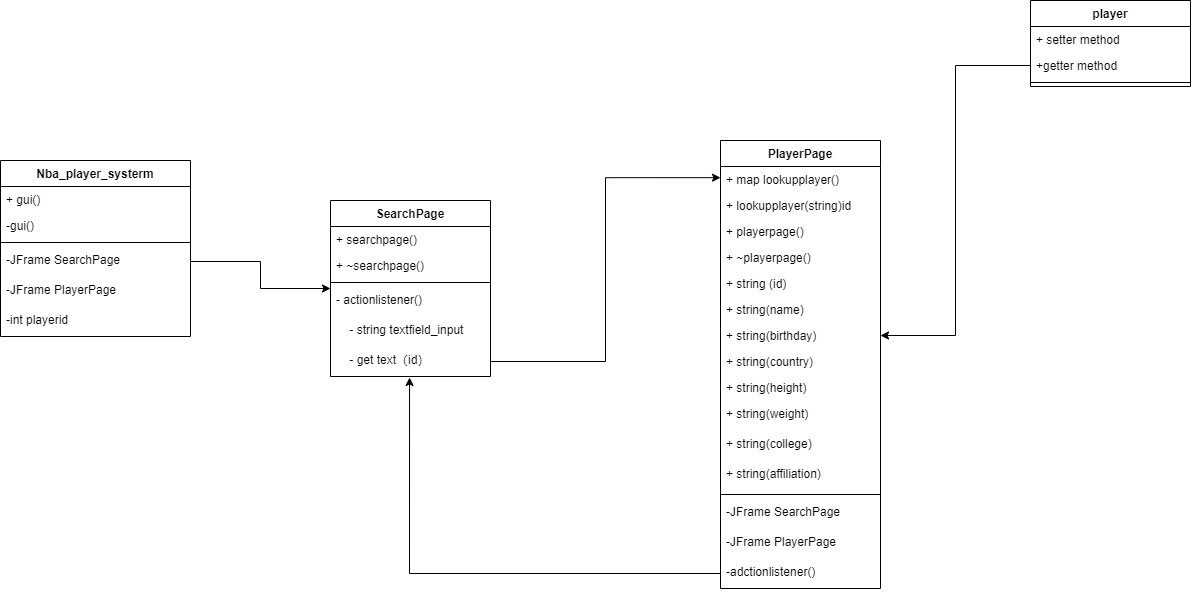 player
+ setter method
+getter method
Nba_player_systerm
+ gui()
-gui()
-JFrame SearchPage
-JFrame PlayerPage
-int playerid
SearchPage
+ searchpage()
+ ~searchpage()
- actionlistener()
- string textfield_input
- get text（id）
PlayerPage
+ map lookupplayer()
+ lookupplayer(string)id
+ playerpage()
+ ~playerpage()
+ string (id)
+ string(name)
+ string(birthday)
+ string(country)
+ string(height)
+ string(weight)
+ string(college)
+ string(affiliation)
-JFrame SearchPage
-JFrame PlayerPage
-adctionlistener()